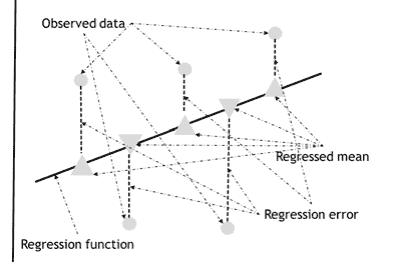 Observed data
Regressed mean
Regression error
Regression function